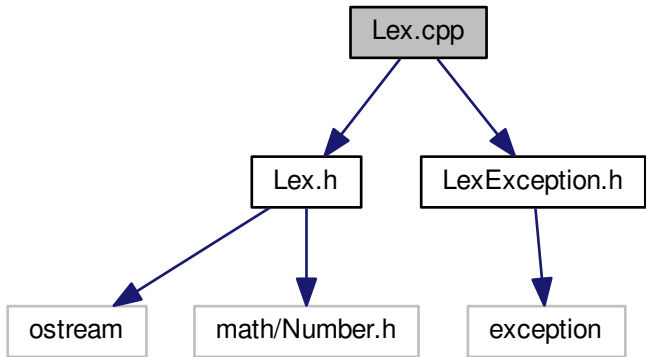 Lex.cpp
Lex.h
LexException.h
ostream
math/Number.h
exception